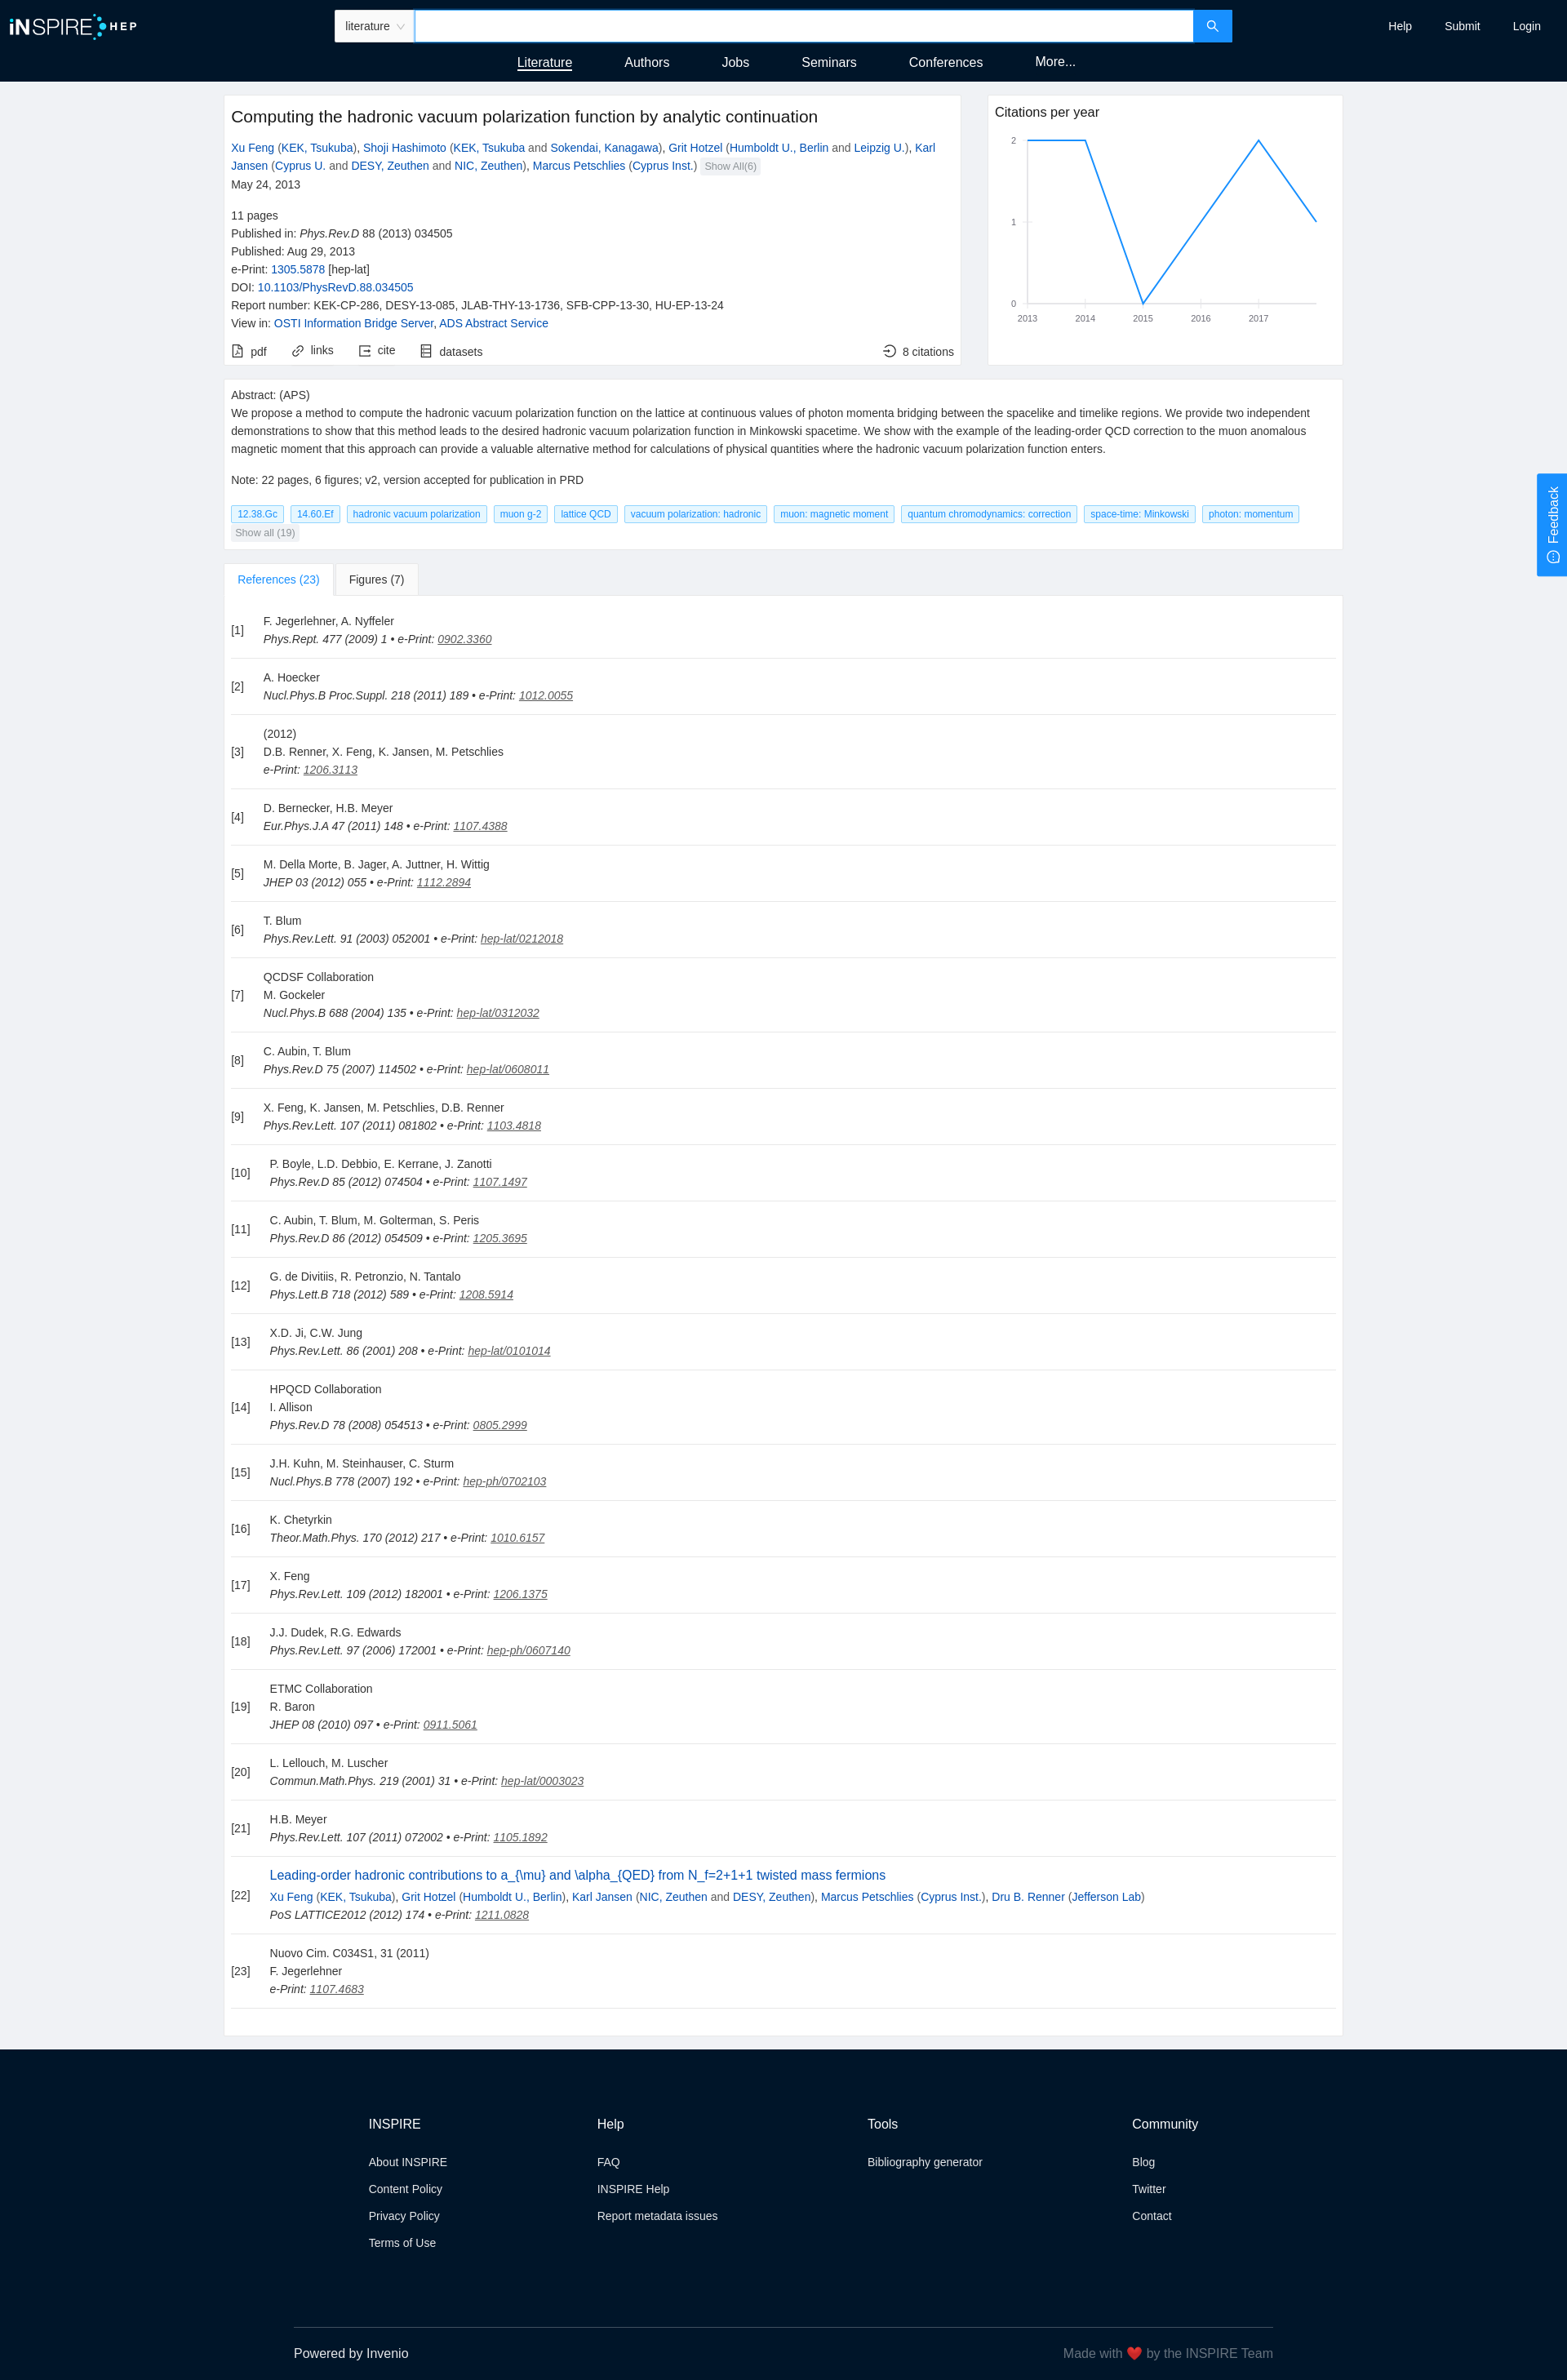 iNSPIRE HEP
literature
Help
Submit
Login
Literature
Authors
Jobs
Seminars
Conferences
More...
Computing the hadronic vacuum polarization function by analytic continuation
Xu Feng (KEK, Tsukuba), Shoji Hashimoto (KEK, Tsukuba and Sokendai, Kanagawa), Grit Hotzel (Humboldt U., Berlin and Leipzig U.), Karl
Jansen (Cyprus U. and DESY, Zeuthen and NIC, Zeuthen), Marcus Petschlies (Cyprus Inst.) Show All(6)
May 24, 2013
11 pages
Published in: Phys.Rev.D 88 (2013) 034505
Published: Aug 29, 2013
e-Print: 1305.5878 [hep-lat]
DOI: 10.1103/PhysRevD.88.034505
Report number: KEK-CP-286, DESY-13-085, JLAB-THY-13-1736, SFB-CPP-13-30, HU-EP-13-24
View in: OSTI Information Bridge Server, ADS Abstract Service
pdf
links
cite
datasets
8 citations
Citations per year
2
1
0
2013 2014 2015 2016 2017
Abstract: (APS)
We propose a method to compute the hadronic vacuum polarization function on the lattice at continuous values of photon momenta bridging between the spacelike and timelike regions. We provide two independent
demonstrations to show that this method leads to the desired hadronic vacuum polarization function in Minkowski spacetime. We show with the example of the leading-order QCD correction to the muon anomalous
magnetic moment that this approach can provide a valuable alternative method for calculations of physical quantities where the hadronic vacuum polarization function enters.
Note: 22 pages, 6 figures; v2, version accepted for publication in PRD
12.38.Gc
14.60.Ef
hadronic vacuum polarization
muon g-2
lattice QCD
vacuum polarization: hadronic
muon: magnetic moment
quantum chromodynamics: correction
space-time: Minkowski
photon: momentum
Show all (19)
Feedback
References (23)
Figures (7)
[1]
F. Jegerlehner, A. Nyffeler
Phys.Rept. 477 (2009) 1 • e-Print: 0902.3360
[2]
A. Hoecker
Nucl.Phys.B Proc.Suppl. 218 (2011) 189 • e-Print: 1012.0055
[3]
(2012)
D.B. Renner, X. Feng, K. Jansen, M. Petschlies
e-Print: 1206.3113
[4]
D. Bernecker, H.B. Meyer
Eur.Phys.J.A 47 (2011) 148 • e-Print: 1107.4388
[5]
M. Della Morte, B. Jager, A. Juttner, H. Wittig
JHEP 03 (2012) 055 • e-Print: 1112.2894
[6]
T. Blum
Phys.Rev.Lett. 91 (2003) 052001 • e-Print: hep-lat/0212018
[7]
QCDSF Collaboration
M. Gockeler
Nucl.Phys.B 688 (2004) 135 • e-Print: hep-lat/0312032
[8]
C. Aubin, T. Blum
Phys.Rev.D 75 (2007) 114502 • e-Print: hep-lat/0608011
[9]
X. Feng, K. Jansen, M. Petschlies, D.B. Renner
Phys.Rev.Lett. 107 (2011) 081802 • e-Print: 1103.4818
[10]
P. Boyle, L.D. Debbio, E. Kerrane, J. Zanotti
Phys.Rev.D 85 (2012) 074504 • e-Print: 1107.1497
[11]
C. Aubin, T. Blum, M. Golterman, S. Peris
Phys.Rev.D 86 (2012) 054509 • e-Print: 1205.3695
[12]
G. de Divitiis, R. Petronzio, N. Tantalo
Phys.Lett.B 718 (2012) 589 • e-Print: 1208.5914
[13]
X.D. Ji, C.W. Jung
Phys.Rev.Lett. 86 (2001) 208 • e-Print: hep-lat/0101014
[14]
HPQCD Collaboration
I. Allison
Phys.Rev.D 78 (2008) 054513 • e-Print: 0805.2999
[15]
J.H. Kuhn, M. Steinhauser, C. Sturm
Nucl.Phys.B 778 (2007) 192 • e-Print: hep-ph/0702103
[16]
K. Chetyrkin
Theor.Math.Phys. 170 (2012) 217 • e-Print: 1010.6157
[17]
X. Feng
Phys.Rev.Lett. 109 (2012) 182001 • e-Print: 1206.1375
[18]
J.J. Dudek, R.G. Edwards
Phys.Rev.Lett. 97 (2006) 172001 • e-Print: hep-ph/0607140
[19]
ETMC Collaboration
R. Baron
JHEP 08 (2010) 097 • e-Print: 0911.5061
[20]
L. Lellouch, M. Luscher
Commun.Math.Phys. 219 (2001) 31 • e-Print: hep-lat/0003023
[21]
H.B. Meyer
Phys.Rev.Lett. 107 (2011) 072002 • e-Print: 1105.1892
[22]
Leading-order hadronic contributions to a_{\mu} and \alpha_{QED} from N_f=2+1+1 twisted mass fermions
Xu Feng (KEK, Tsukuba), Grit Hotzel (Humboldt U., Berlin), Karl Jansen (NIC, Zeuthen and DESY, Zeuthen), Marcus Petschlies (Cyprus Inst.), Dru B. Renner (Jefferson Lab)
PoS LATTICE2012 (2012) 174 • e-Print: 1211.0828
[23]
Nuovo Cim. C034S1, 31 (2011)
F. Jegerlehner
e-Print: 1107.4683
INSPIRE
About INSPIRE
Content Policy
Privacy Policy
Terms of Use
Help
FAQ
INSPIRE Help
Report metadata issues
Tools
Bibliography generator
Community
Blog
Twitter
Contact
Powered by Invenio
Made with ❤️ by the INSPIRE Team